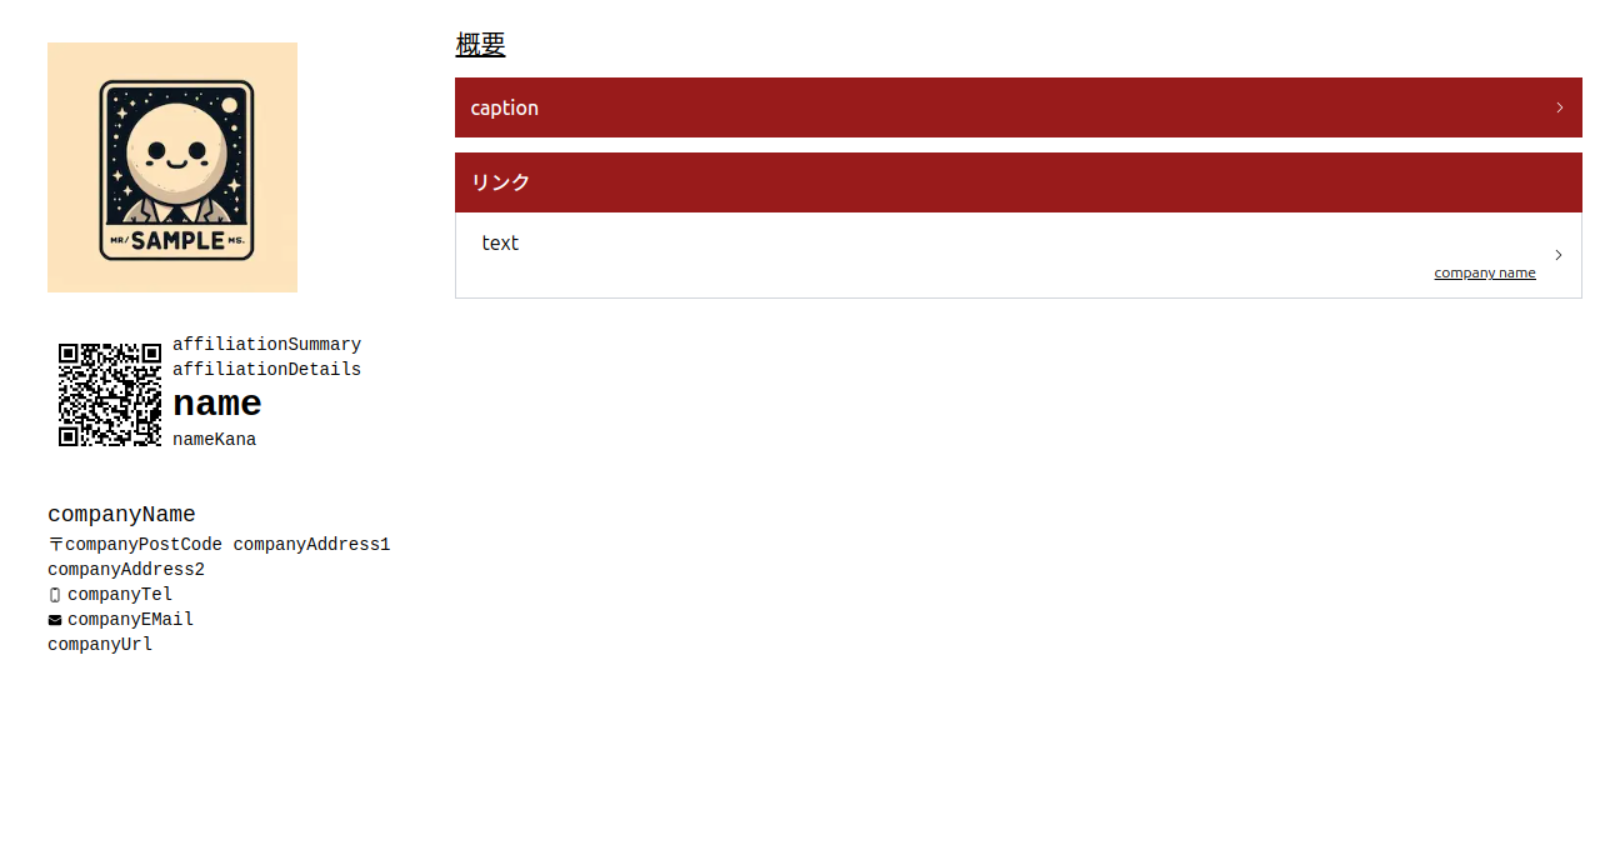 MR/ SAMPLE MS.
affiliationSummary
affiliationDetails
name
nameKana
companyName
〒companyPostCode companyAddress1
companyAddress2
companyTel
companyEMail
companyUrl
概要
caption
リンク
text
company name